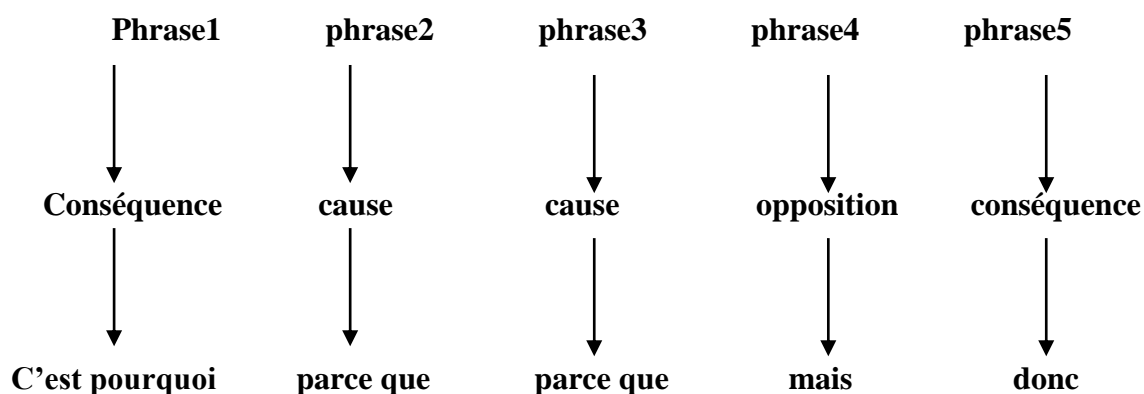 Phrase1 phrase2 phrase3 phrase4 phrase5
Conséquence cause cause opposition conséquence
C’est pourquoi parce que parce que mais donc